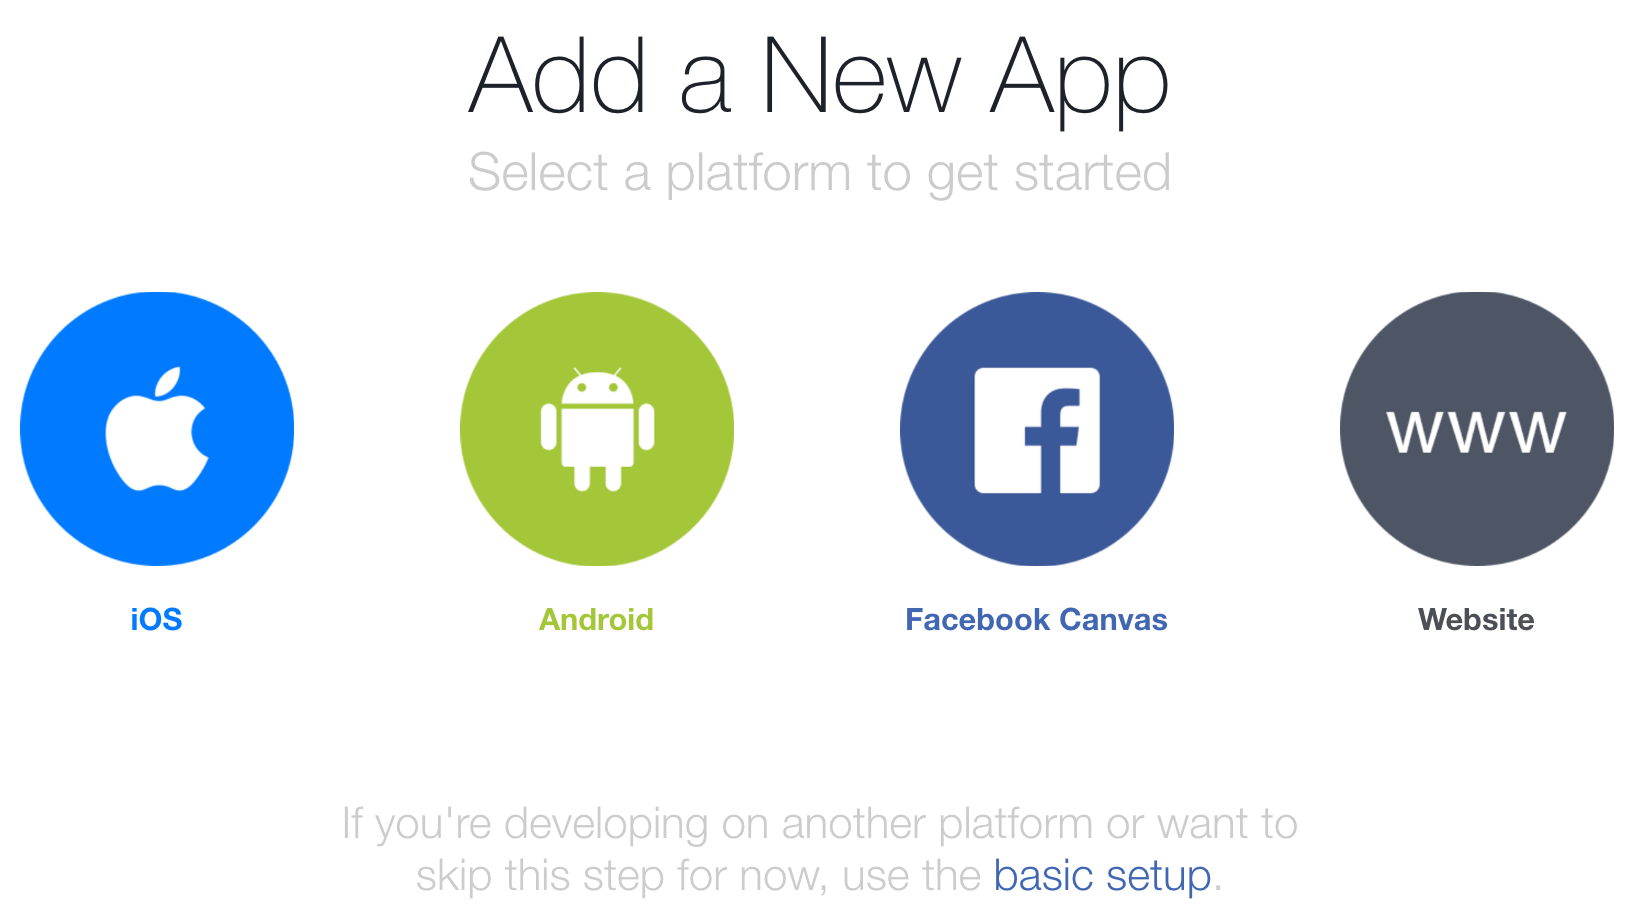 Add a New App
Select a platform to get started
www
iOS
Android
Facebook Canvas
Website
If you're developing on another platform or want to
skip this step for now, use the basic setup.